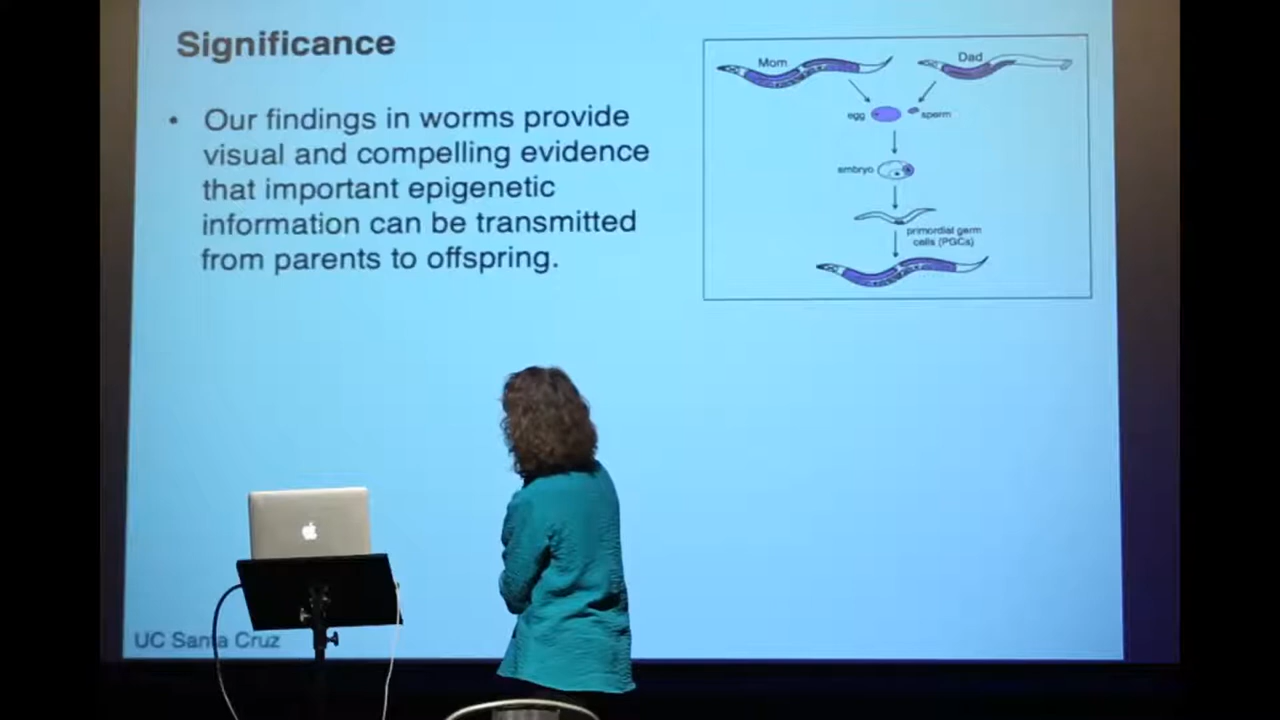 Significance
• Our findings in worms provide
visual and compelling evidence
that important epigenetic
information can be transmitted
from parents to offspring.
Mom
Dad
egg
sperm
embryo
primordial germ
cells (PGCs)
UC Santa Cruz